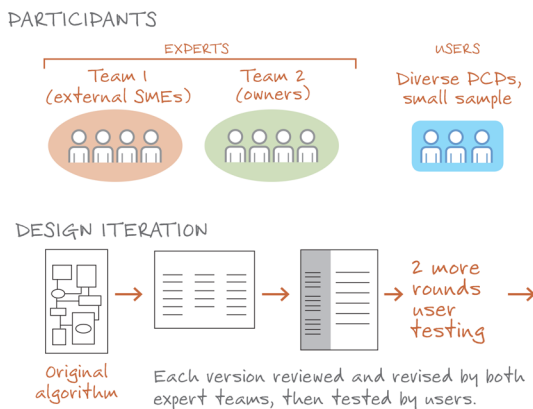 PARTICIPANTS
EXPERTS
USERS
Team 1
(external SMEs)
Team 2
(owners)
Diverse PCPs,
small sample
DESIGN ITERATION
2 more
rounds
user
testing
Original
algorithm
Each version reviewed and revised by both
expert teams, then tested by users.